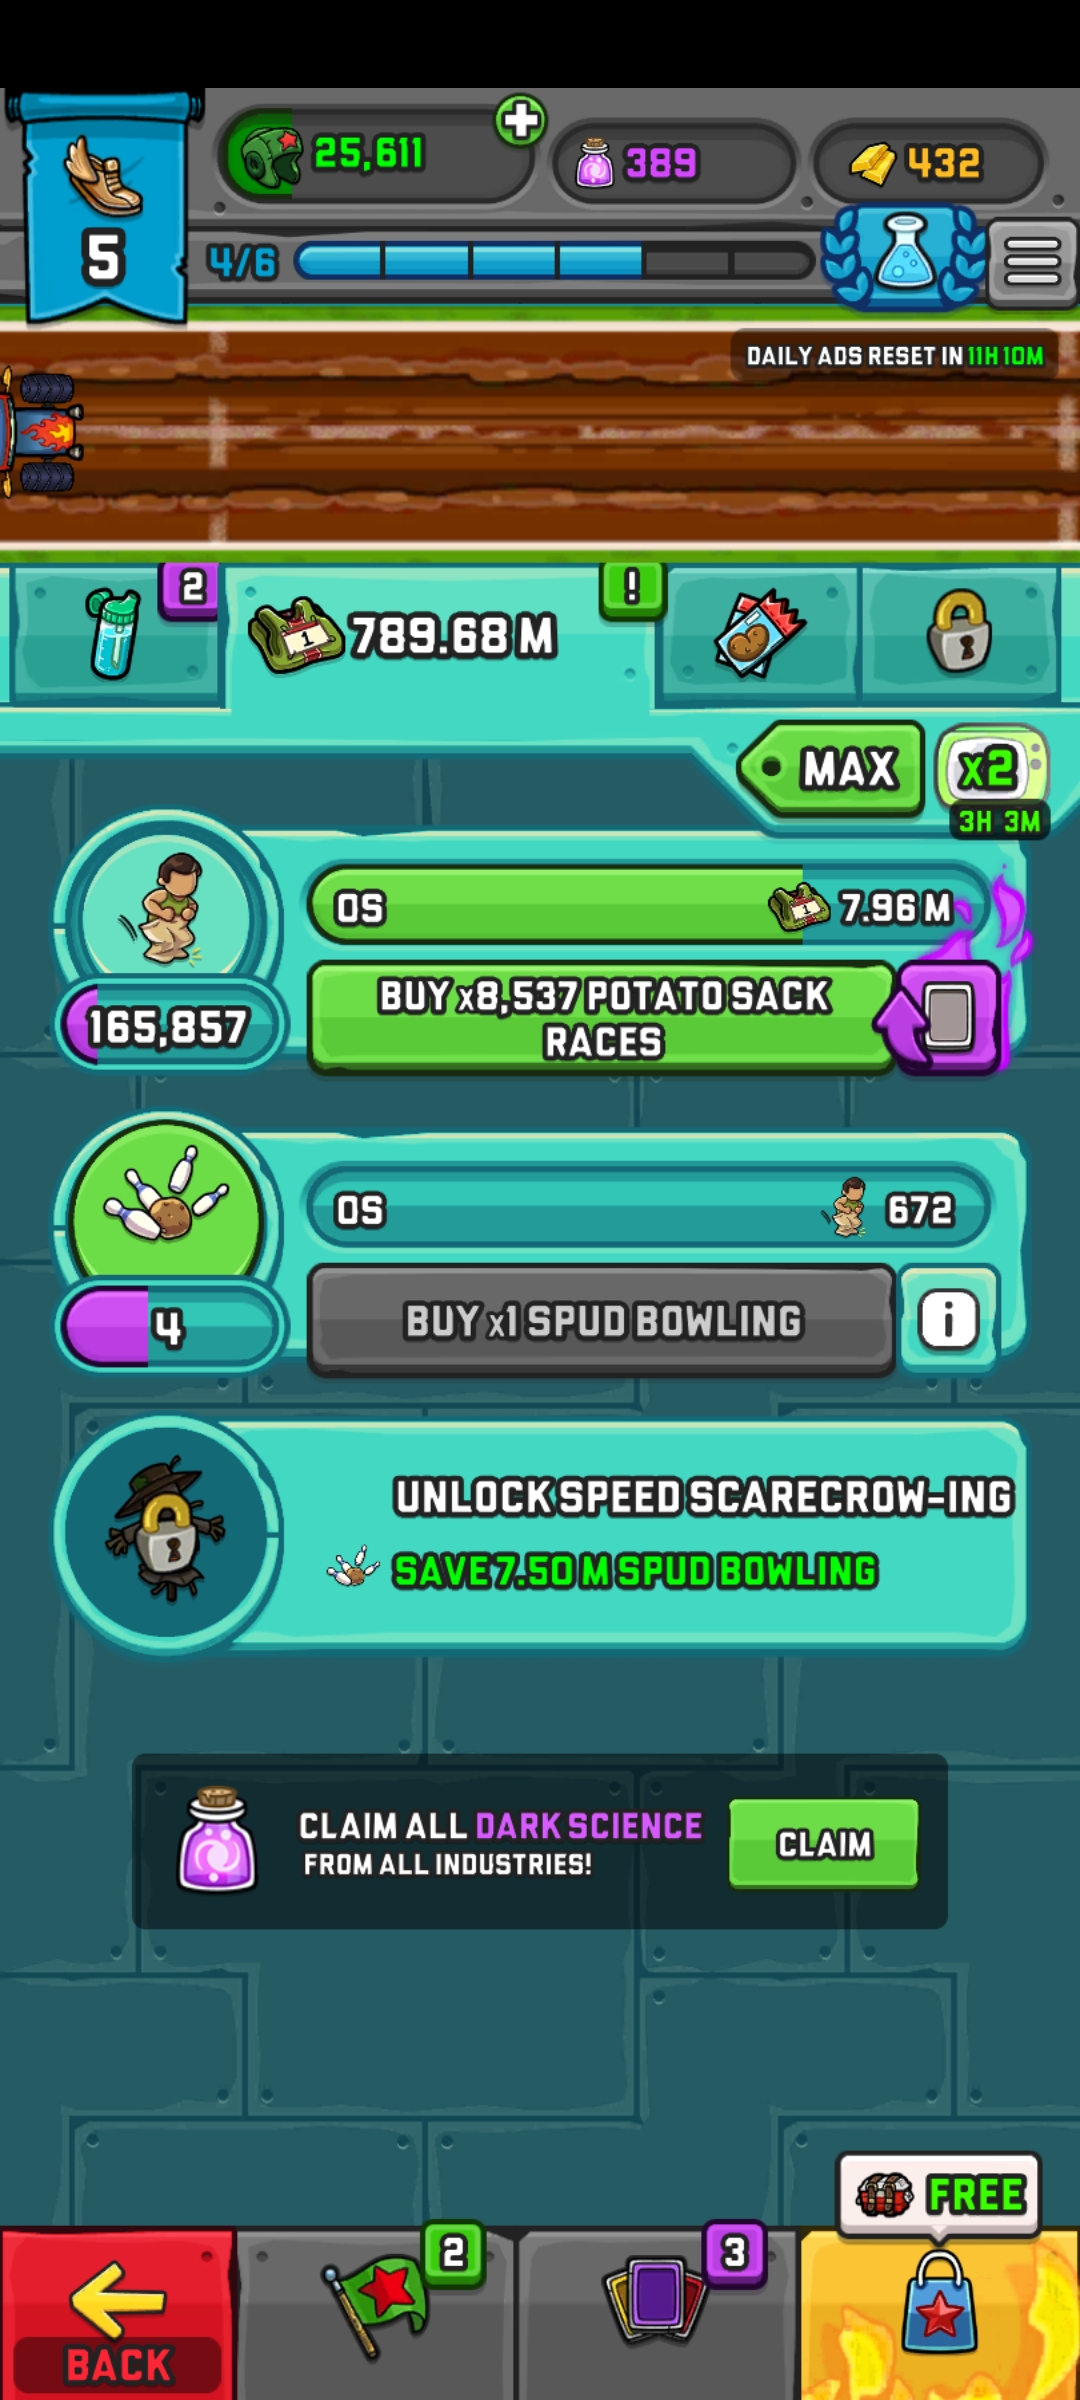 25,611
389
432
5
4/6
DAILY ADS RESET IN 11H 10M
2
1
789.68 M
!
MAX
x2
3H 3M
0S
1
7.96 M
165,857
BUY x8,537 POTATO SACK
RACES
0S
672
4
BUY x1 SPUD BOWLING
i
UNLOCK SPEED SCARECROW-ING
SAVE 7.50 M SPUD BOWLING
CLAIM ALL DARK SCIENCE
FROM ALL INDUSTRIES!
CLAIM
FREE
2
3
BACK